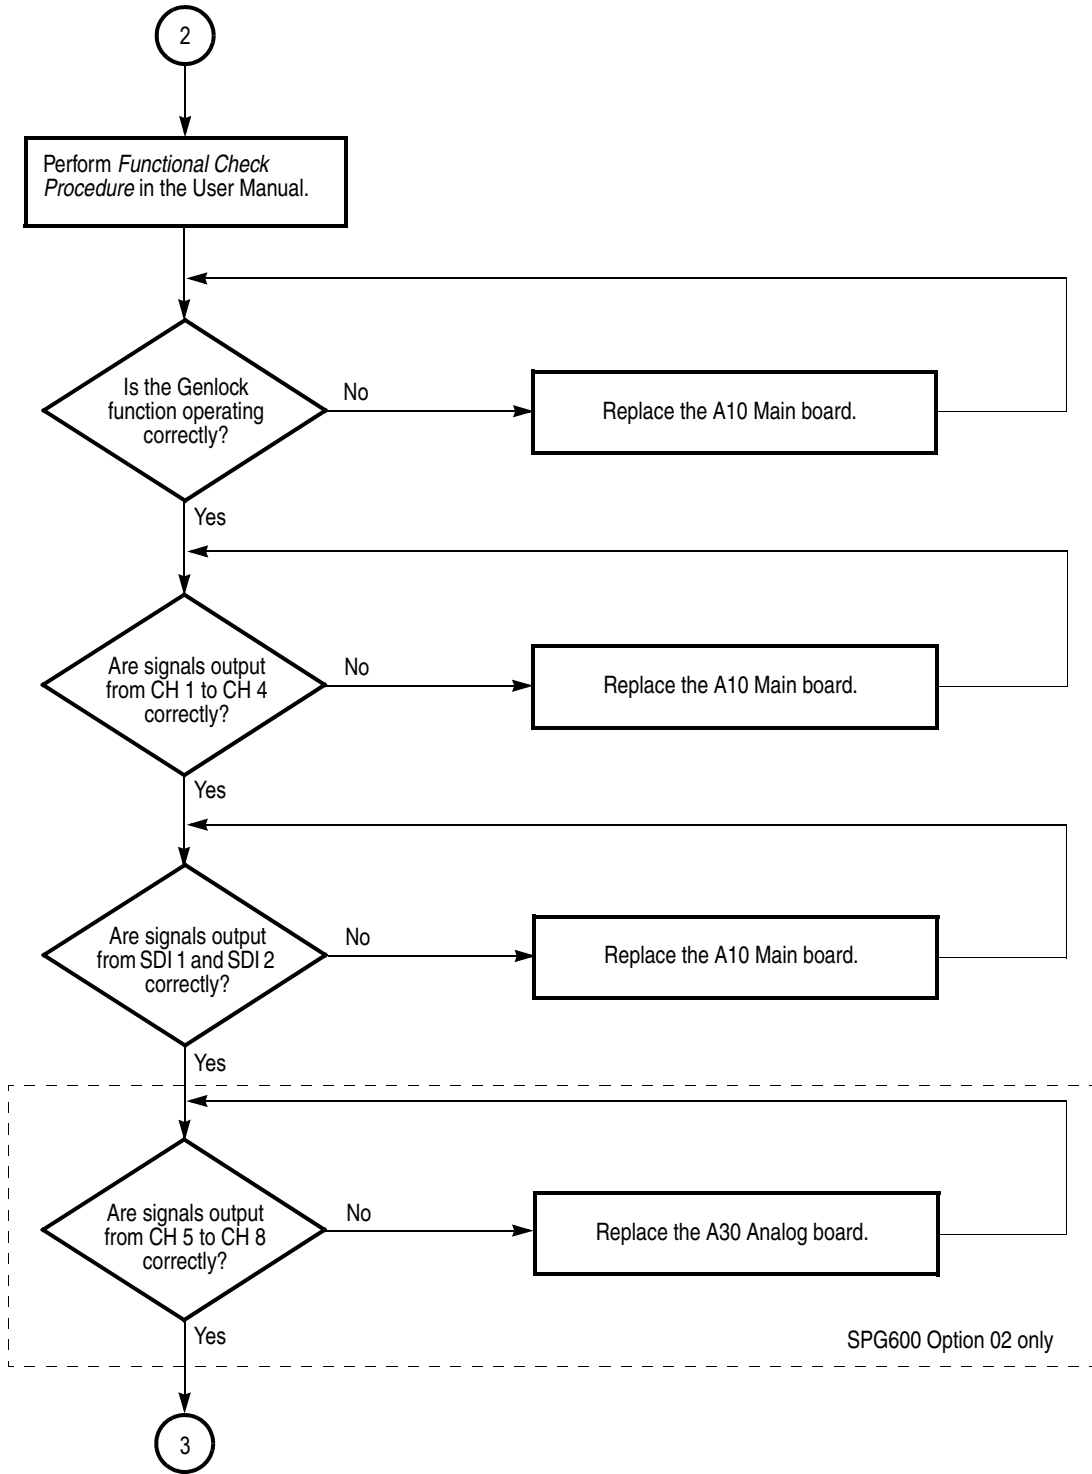 2
Perform Functional Check
Procedure in the User Manual.
Is the Genlock
function operating
correctly?
No
Replace the A10 Main board.
Yes
Are signals output
from CH 1 to CH 4
correctly?
No
Replace the A10 Main board.
Yes
Are signals output
from SDI 1 and SDI 2
correctly?
No
Replace the A10 Main board.
Yes
Are signals output
from CH 5 to CH 8
correctly?
No
Replace the A30 Analog board.
Yes
SPG600 Option 02 only
3